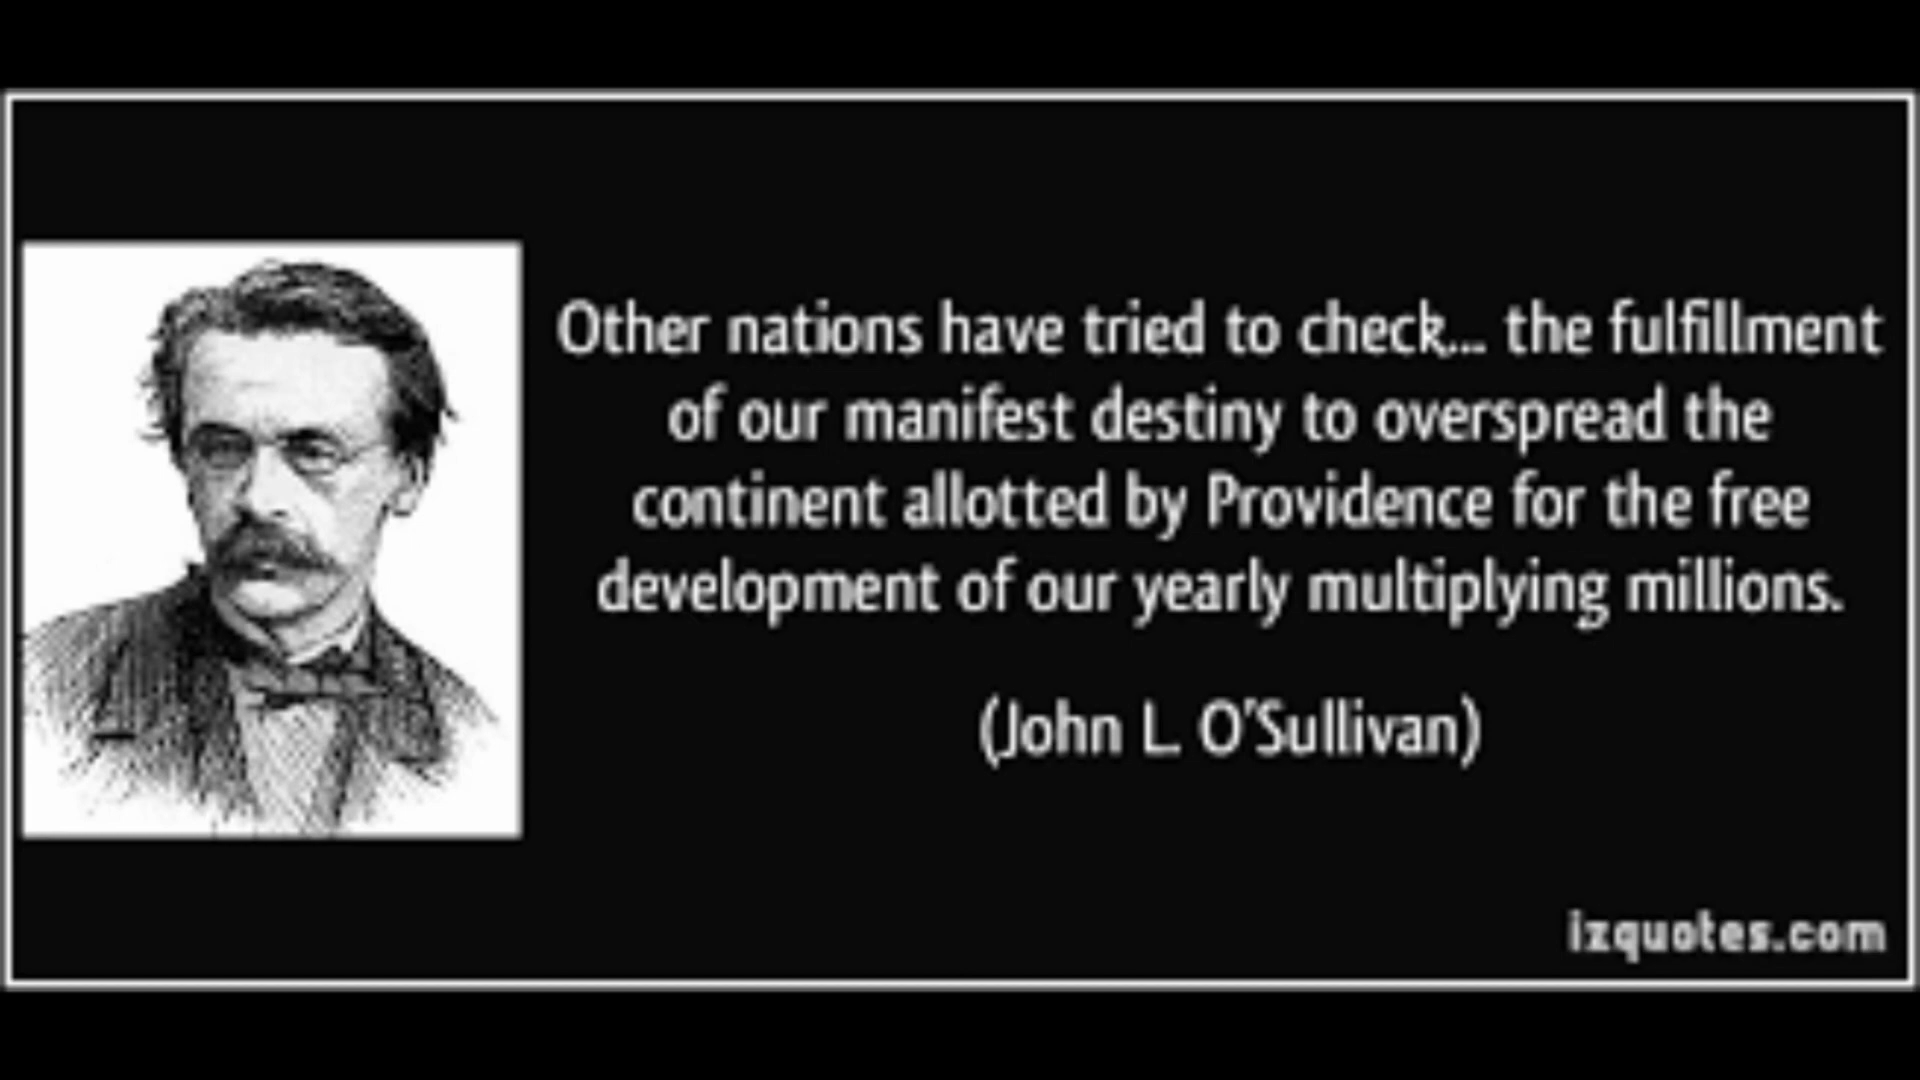 Other nations have tried to check... the fulfillment
of our manifest destiny to overspread the
continent allotted by Providence for the free
development of our yearly multiplying millions.
(John L. O'Sullivan)
izquotes.com